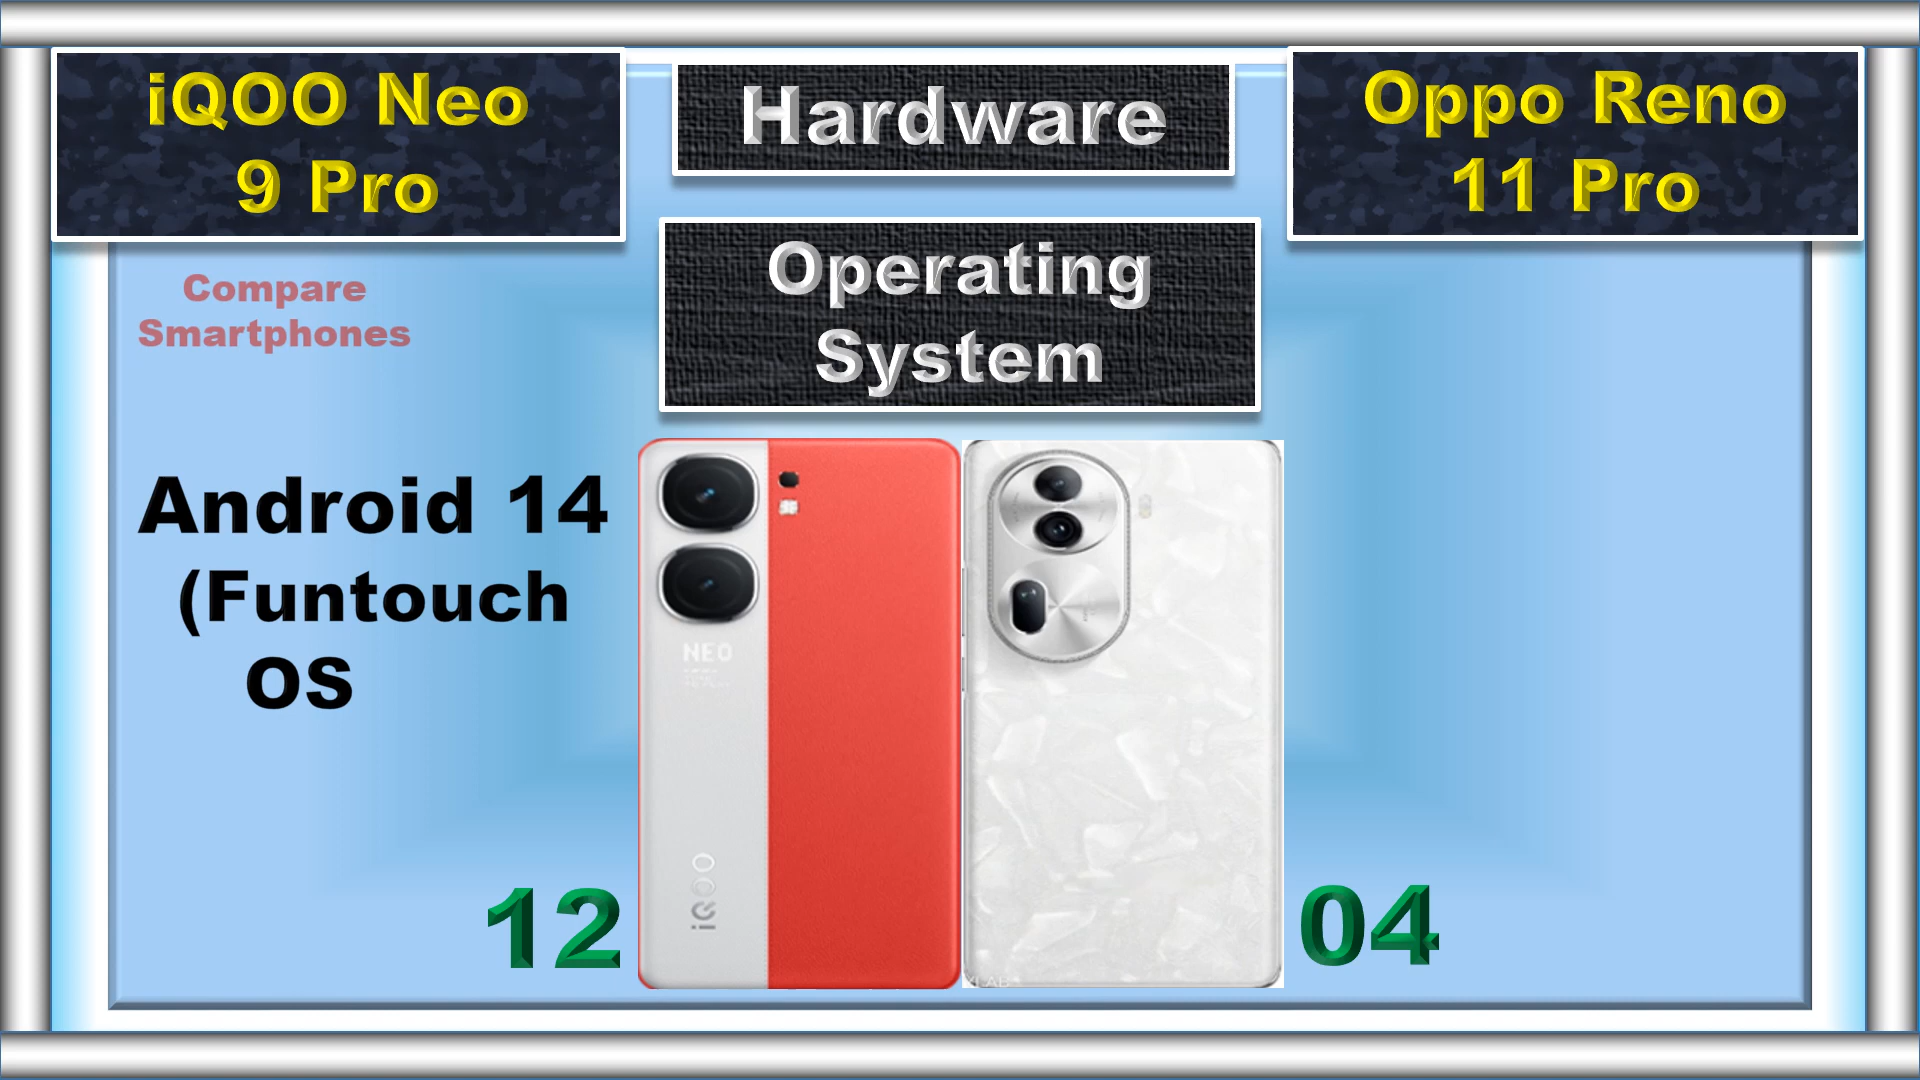 iQOO Neo
9 Pro
Hardware
Oppo Reno
11 Pro
Operating
System
Compare
Smartphones
Android 14
(Funtouch
OS
NEO
iQOO
12
04